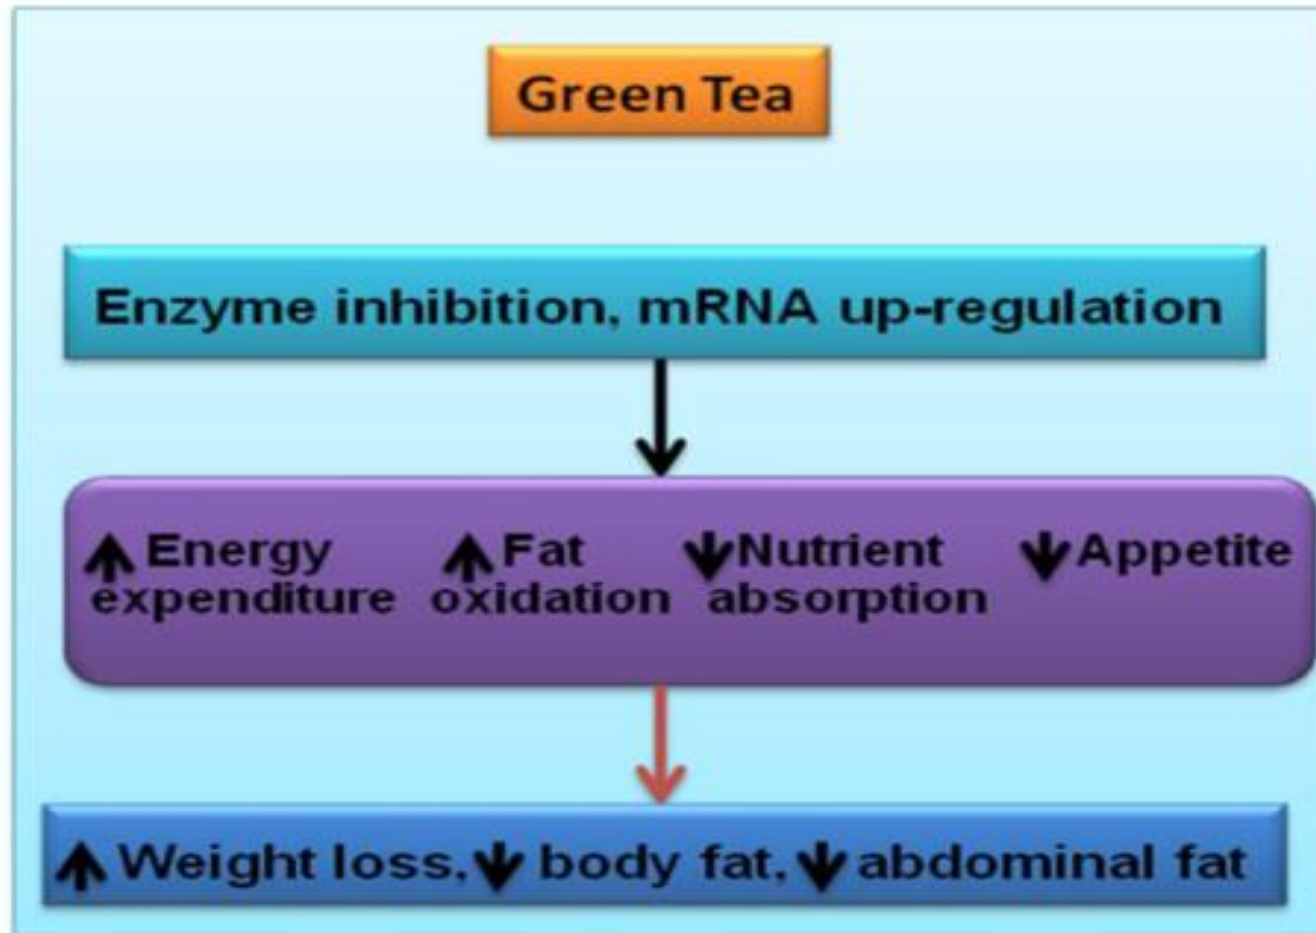 Green Tea
Enzyme inhibition, mRNA up-regulation
↑ Energy expenditure
↑ Fat oxidation
↓ Nutrient absorption
↓ Appetite
↑ Weight loss, ↓ body fat, ↓ abdominal fat